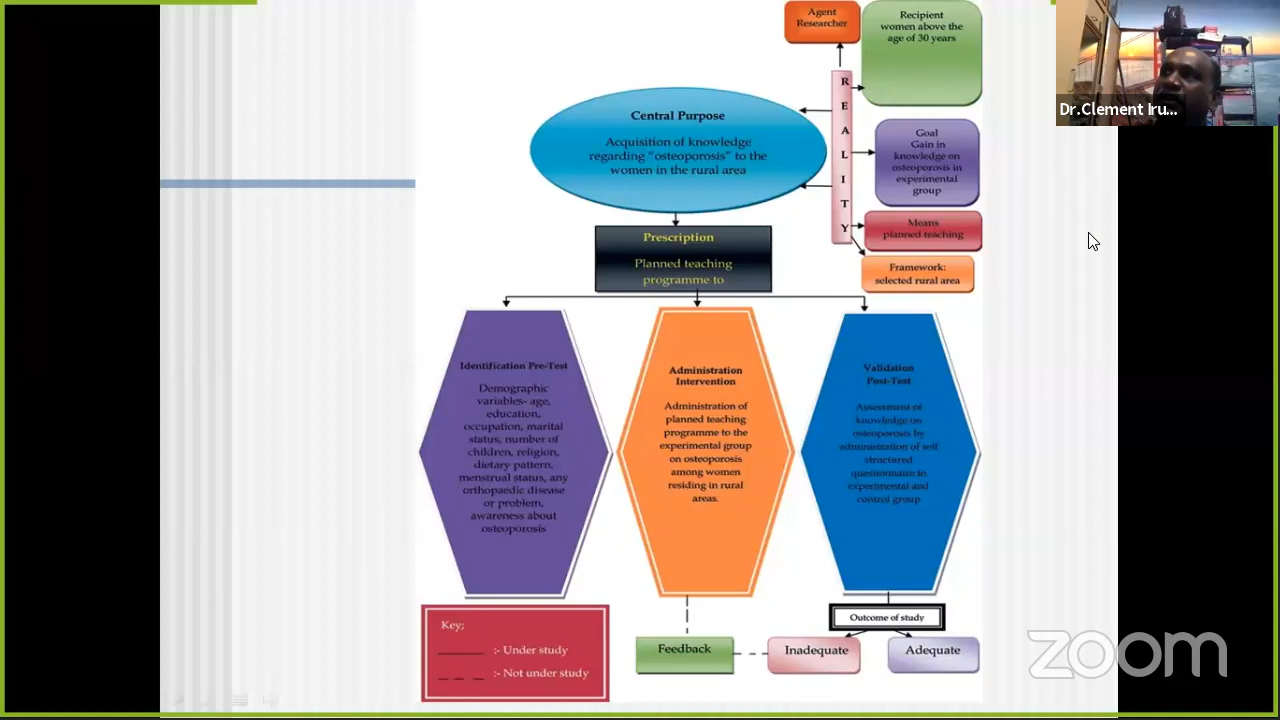 Agent
Researcher
Recipient
women above the
age of 30 years
Dr.Clement Iru...
R
E
A
L
I
T
Y
Central Purpose
Acquisition of knowledge
regarding "osteoporosis" to the
women in the rural area
Goal
Gain in
knowledge on
osteoporosis in
experimental
group
Means
planned teaching
Framework:
selected rural area
Prescription
Planned teaching
programme to
Identification Pre-Test
Demographic
variables- age,
education,
occupation, marital
status, number of
children, religion,
dietary pattern,
menstrual status, any
orthopaedic disease
or problem,
awareness about
osteoporosis
Administration
Intervention
Administration of
planned teaching
programme to the
experimental group
on osteoporosis
among women
residing in rural
areas.
Validation
Post-Test
Assessment of
knowledge on
osteoporosis by
administration of self
structured
questionnaire to
experimental and
control group
Key;
:- Under study
:- Not under study
Feedback
Outcome of study
Inadequate
Adequate
zoom